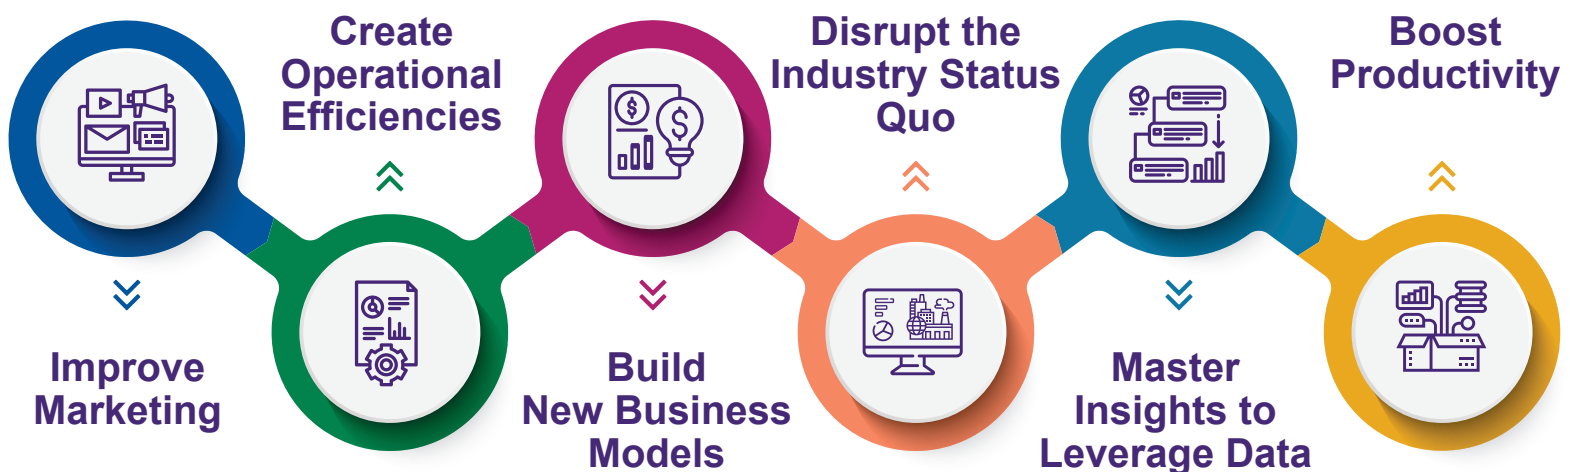 Improve
Marketing
Create
Operational
Efficiencies
Build
New Business
Models
Disrupt the
Industry Status
Quo
Master
Insights to
Leverage Data
Boost
Productivity